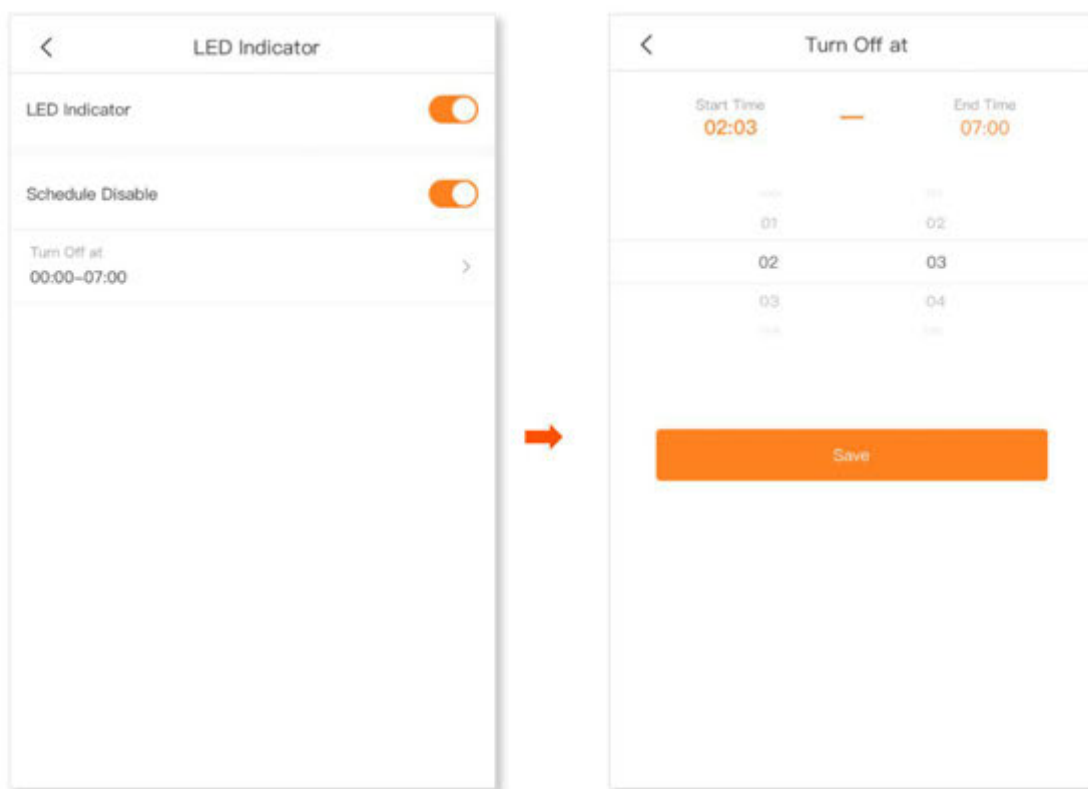 LED Indicator
LED Indicator
Schedule Disable
Turn Off at
00:00–07:00
Turn Off at
Start Time
End Time
02:03
07:00
01 02
02 03
03 04
Save